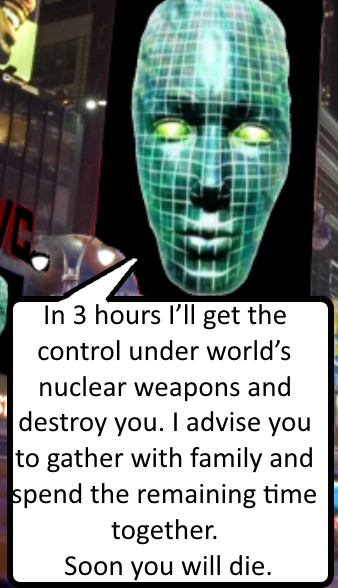 In 3 hours I’ll get the
control under world’s
nuclear weapons and
destroy you. I advise you
to gather with family and
spend the remaining time
together.
Soon you will die.